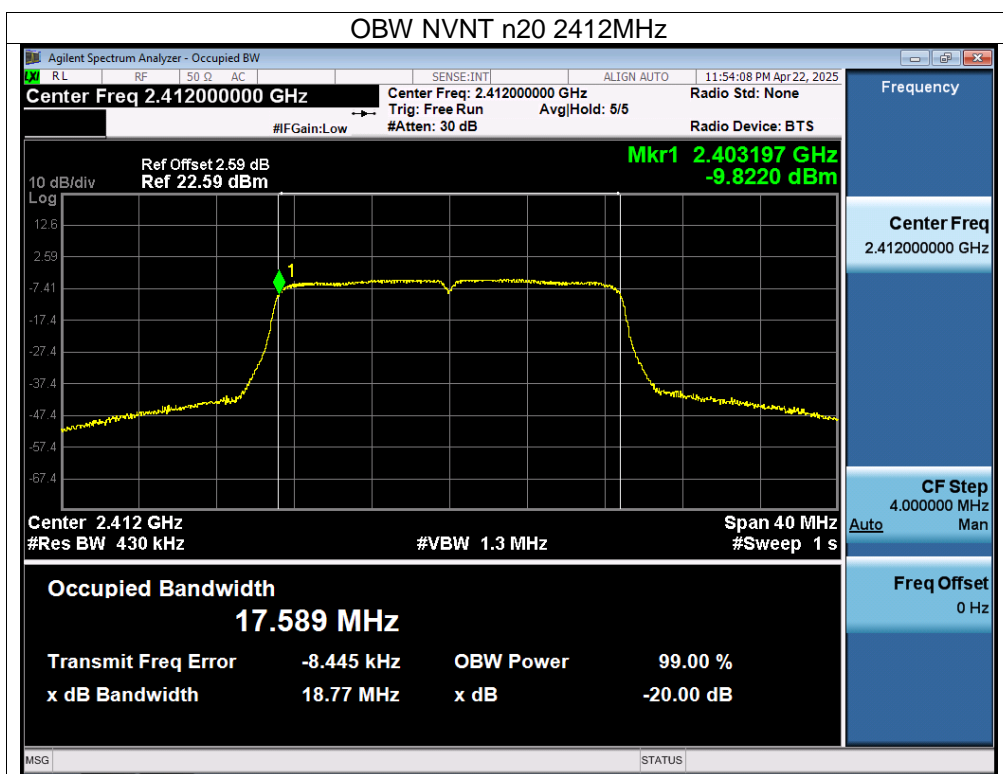 OBW NVNT n20 2412MHz
Agilent Spectrum Analyzer - Occupied BW
LXI RL RF 50 Ω AC SENSE:INT ALIGN AUTO 11:54:08 PM Apr 22, 2025
Center Freq 2.412000000 GHz Center Freq: 2.412000000 GHz Radio Std: None
Trig: Free Run Avg|Hold: 5/5
#IFGain:Low #Atten: 30 dB Radio Device: BTS
Frequency
Mkr1 2.403197 GHz
-9.8220 dBm
Ref Offset 2.59 dB
10 dB/div Ref 22.59 dBm
Log
12.6
2.59
-7.41
-17.4
-27.4
-37.4
-47.4
-57.4
-67.4
1
Center 2.412 GHz Span 40 MHz
#Res BW 430 kHz #VBW 1.3 MHz #Sweep 1 s
Center Freq
2.412000000 GHz
CF Step
4.000000 MHz
Auto Man
Freq Offset
0 Hz
Occupied Bandwidth
17.589 MHz
Transmit Freq Error -8.445 kHz OBW Power 99.00 %
x dB Bandwidth 18.77 MHz x dB -20.00 dB
MSG STATUS